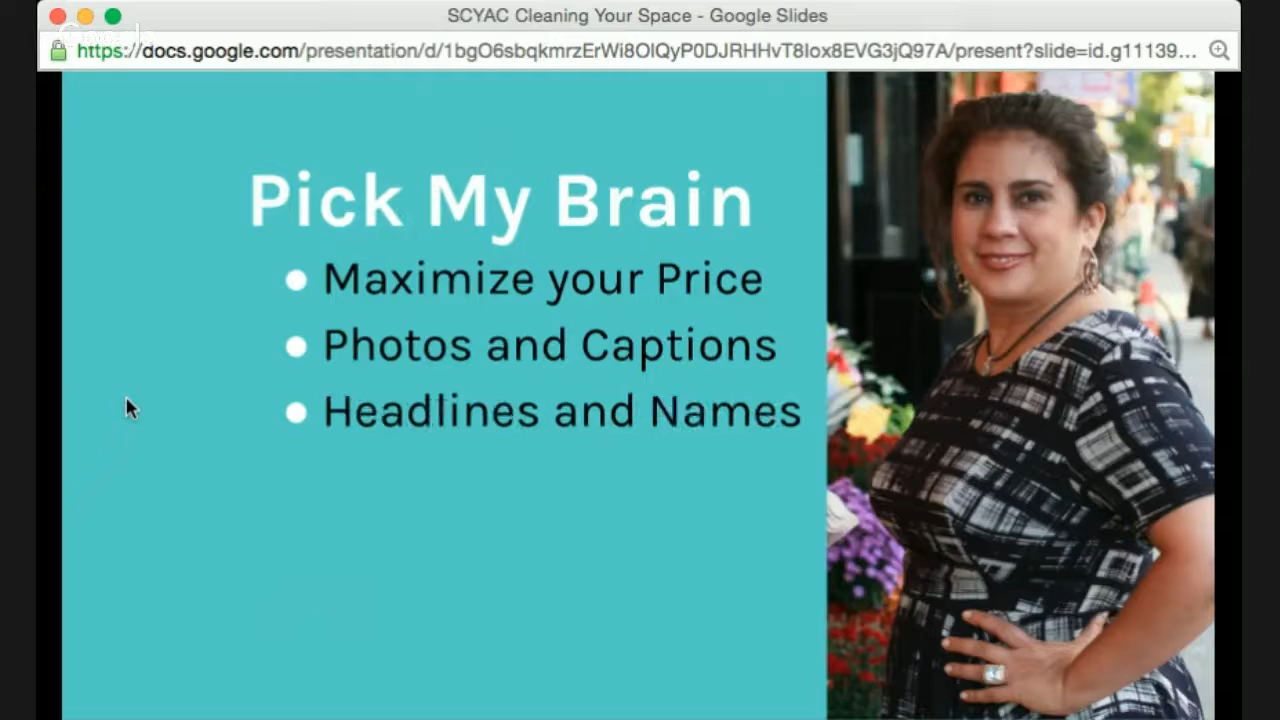 SCYAC Cleaning Your Space - Google Slides
https://docs.google.com/presentation/d/1bgO6sbqkmrzErWi8OlQyP0DJRHHvT8Iox8EVG3jQ97A/present?slide=id.g11139...
Pick My Brain
Maximize your Price
Photos and Captions
Headlines and Names